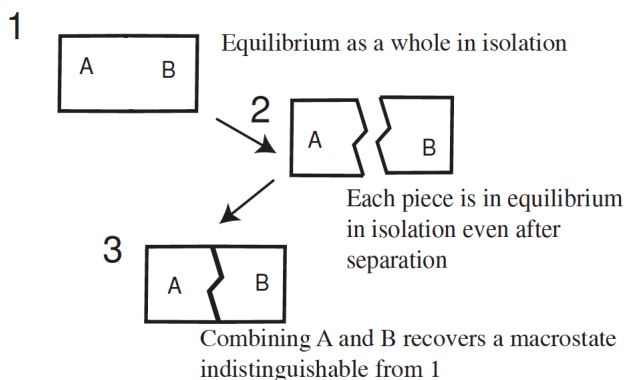 1
Equilibrium as a whole in isolation
A B
2
A B
Each piece is in equilibrium
in isolation even after
separation
3
A B
Combining A and B recovers a macrostate
indistinguishable from 1